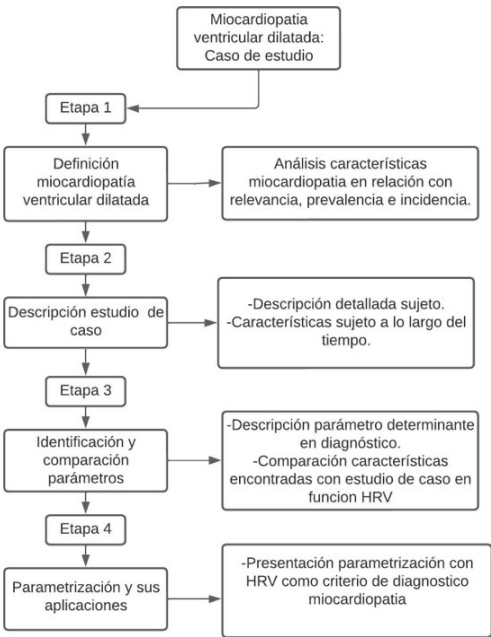 Miocardiopatia
ventricular dilatada:
Caso de estudio
Etapa 1
Definición
miocardiopatía
ventricular dilatada
Análisis características
miocardiopatia en relación con
relevancia, prevalencia e incidencia.
Etapa 2
Descripción estudio de
caso
-Descripción detallada sujeto.
-Características sujeto a lo largo del
tiempo.
Etapa 3
Identificación y
comparación
parámetros
-Descripción parámetro determinante
en diagnóstico.
-Comparación características
encontradas con estudio de caso en
funcion HRV
Etapa 4
Parametrización y sus
aplicaciones
-Presentación parametrización con
HRV como criterio de diagnostico
miocardiopatia